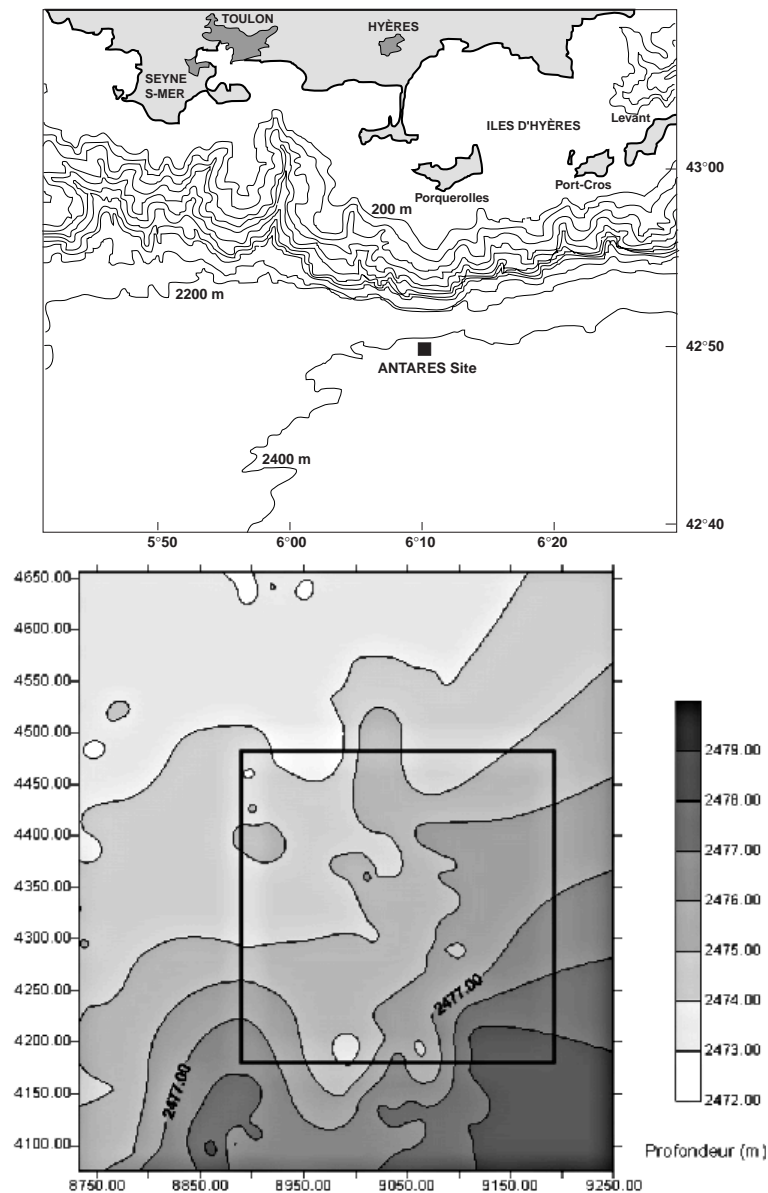 TOULON
HYÈRES
SEYNE
S-MER
ILES D'HYÈRES
Levant
43°00
Porquerolles
Port-Cros
200 m
2200 m
42°50
ANTARES Site
2400 m
42°40
5°50
6°00
6°10
6°20
4650.00
4600.00
4550.00
4500.00
4450.00
4400.00
4350.00
4300.00
4250.00
4200.00
4150.00
4100.00
2477.00
2477.00
8750.00
8850.00
8950.00
9050.00
9150.00
9250.00
2479.00
2478.00
2477.00
2476.00
2475.00
2474.00
2473.00
2472.00
Profondeur (m)